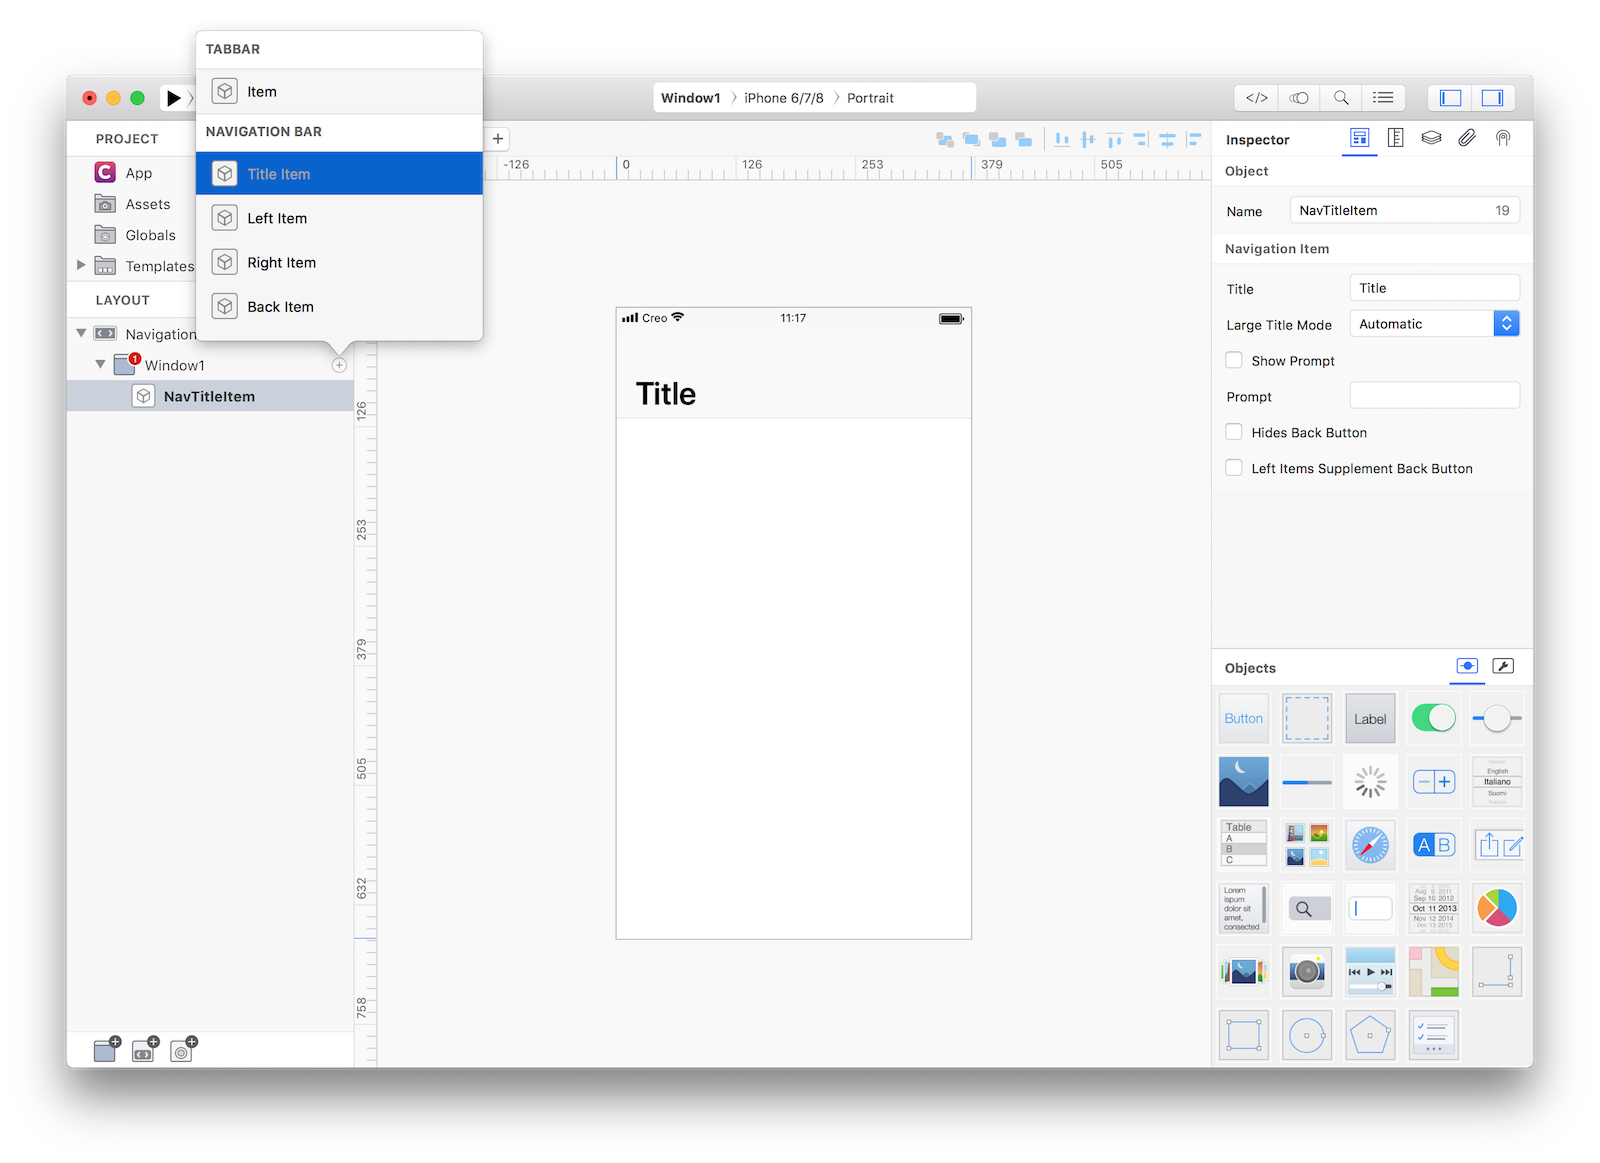 TABBAR
Item
NAVIGATION BAR
Title Item
Left Item
Right Item
Back Item
Window1
iPhone 6/7/8
Portrait
</>
PROJECT
App
Assets
Globals
Templates
LAYOUT
Navigation
1
Window1
NavTitleItem
+
-126
0
126
253
379
505
126
253
379
505
632
758
Creo
11:17
Title
Inspector
Object
Name
NavTitleItem
19
Navigation Item
Title
Title
Large Title Mode
Automatic
Show Prompt
Prompt
Hides Back Button
Left Items Supplement Back Button
Objects
Button
Label
English
Italiano
Suomi
Table
A
B
C
A B
Lorem
ispum
dolor sit
amet,
consected
Aug 9 2011
Sep 10 2012
Oct 11 2013
Nov 12 2014
Dec 13 2015